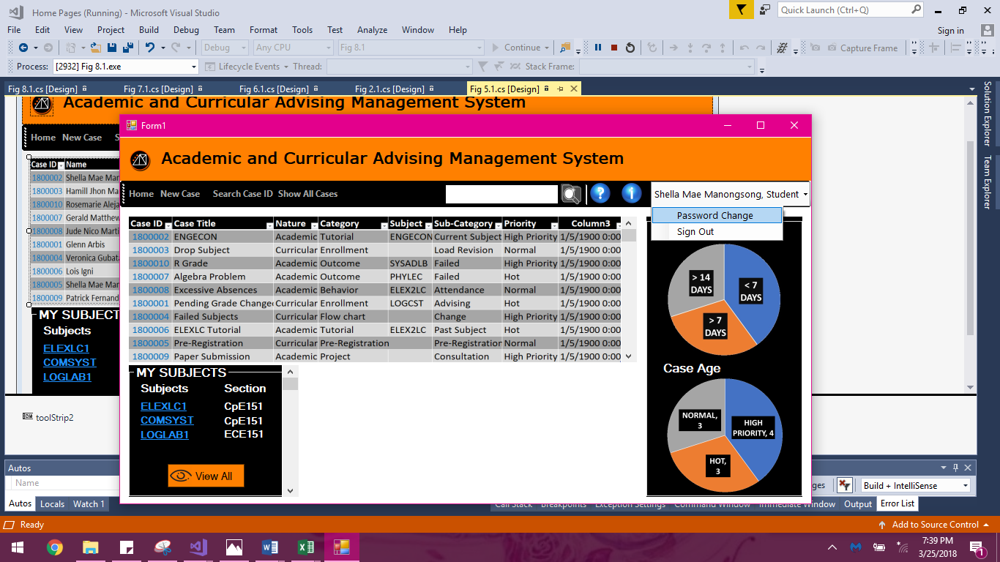 Home Pages (Running) - Microsoft Visual Studio
Quick Launch (Ctrl+Q)
File Edit View Project Build Debug Team Format Tools Test Analyze Window Help
Sign in
Debug Any CPU Fig 8.1 Continue Capture Frame
Process: [2932] Fig 8.1.exe Lifecycle Events Thread: Stack Frame:
Fig 8.1.cs [Design] Fig 7.1.cs [Design] Fig 6.1.cs [Design] Fig 2.1.cs [Design] Fig 5.1.cs [Design]
Solution Explorer
Team Explorer
Academic and Curricular Advising Management System
Home New Case S
Case ID Name
1800002 Shella Mae Man
1800003 Hamill Jhon Ma
1800010 Rosemarie Aleja
1800007 Gerald Matthew
1800008 Jude Nico Marti
1800001 Glenn Arbis
1800004 Veronica Gubata
1800006 Lois Igni
1800005 Shella Mae Man
1800009 Patrick Fernand
MY SUBJECT
Subjects
ELEXLC1
COMSYST
LOGLAB1
toolStrip2
Form1
Academic and Curricular Advising Management System
Home New Case Search Case ID Show All Cases
Shella Mae Manongsong, Student
Password Change
Sign Out
Case ID Case Title Nature Category Subject Sub-Category Priority Column3
1800002 ENGECON Academic Tutorial ENGECON Current Subject High Priority 1/5/1900 0:00
1800003 Drop Subject Curricular Enrollment Load Revision Normal 1/5/1900 0:00
1800010 R Grade Academic Outcome SYSADLB Failed High Priority 1/5/1900 0:00
1800007 Algebra Problem Academic Outcome PHYLEC Failed Hot 1/5/1900 0:00
1800008 Excessive Absences Academic Behavior ELEX2LC Attendance Normal 1/5/1900 0:00
1800001 Pending Grade Change Curricular Enrollment LOGCST Advising Hot 1/5/1900 0:00
1800004 Failed Subjects Curricular Flow chart Change High Priority 1/5/1900 0:00
1800006 ELEXLC Tutorial Academic Tutorial ELEX2LC Past Subject Hot 1/5/1900 0:00
1800005 Pre-Registration Curricular Pre-Registration Pre-Registration Normal 1/5/1900 0:00
1800009 Paper Submission Academic Project Consultation High Priority 1/5/1900 0:00
MY SUBJECTS
Subjects Section
ELEXLC1 CpE151
COMSYST CpE151
LOGLAB1 ECE151
View All
> 14
DAYS
< 7
DAYS
> 7
DAYS
Case Age
NORMAL,
3
HIGH
PRIORITY, 4
HOT,
3
Autos
Name
Autos Locals Watch 1
ges Build + IntelliSense
Call Stack Breakpoints Exception Settings Command Window Immediate Window Output Error List
Ready
Add to Source Control
7:39 PM
3/25/2018
1